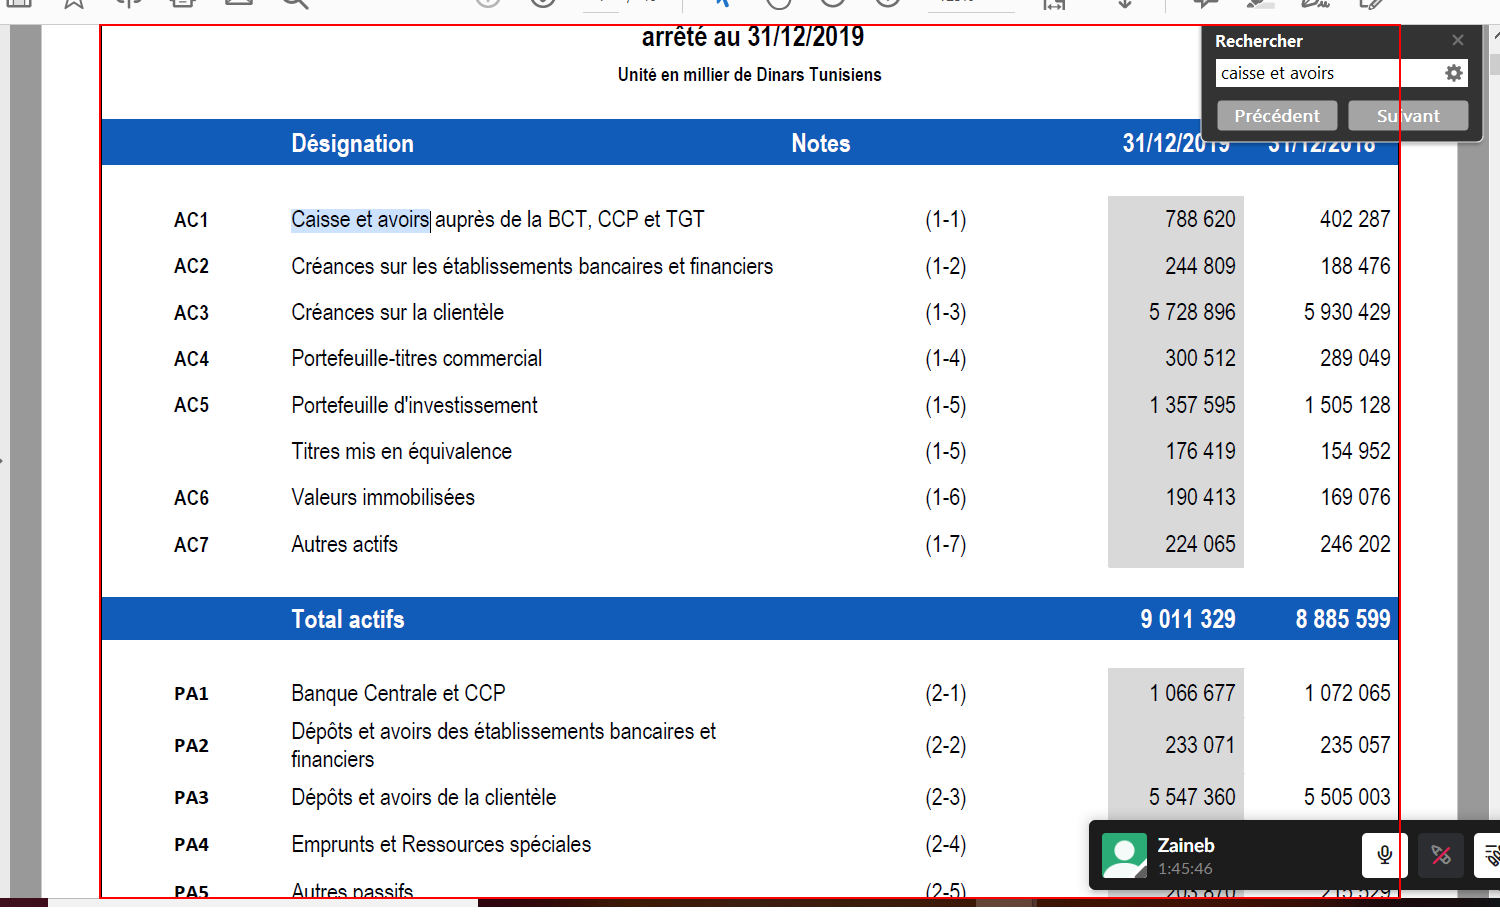 arrêté au 31/12/2019
Unité en millier de Dinars Tunisiens
Rechercher
caisse et avoirs
Précédent Suivant
Désignation Notes 31/12/2019 31/12/2018
AC1 Caisse et avoirs auprès de la BCT, CCP et TGT (1-1) 788 620 402 287
AC2 Créances sur les établissements bancaires et financiers (1-2) 244 809 188 476
AC3 Créances sur la clientèle (1-3) 5 728 896 5 930 429
AC4 Portefeuille-titres commercial (1-4) 300 512 289 049
AC5 Portefeuille d'investissement (1-5) 1 357 595 1 505 128
Titres mis en équivalence (1-5) 176 419 154 952
AC6 Valeurs immobilisées (1-6) 190 413 169 076
AC7 Autres actifs (1-7) 224 065 246 202
Total actifs 9 011 329 8 885 599
PA1 Banque Centrale et CCP (2-1) 1 066 677 1 072 065
PA2 Dépôts et avoirs des établissements bancaires et
financiers (2-2) 233 071 235 057
PA3 Dépôts et avoirs de la clientèle (2-3) 5 547 360 5 505 003
PA4 Emprunts et Ressources spéciales (2-4)
Zaineb
1:45:46
PA5 Autres passifs (2-5) 203 870 215 529